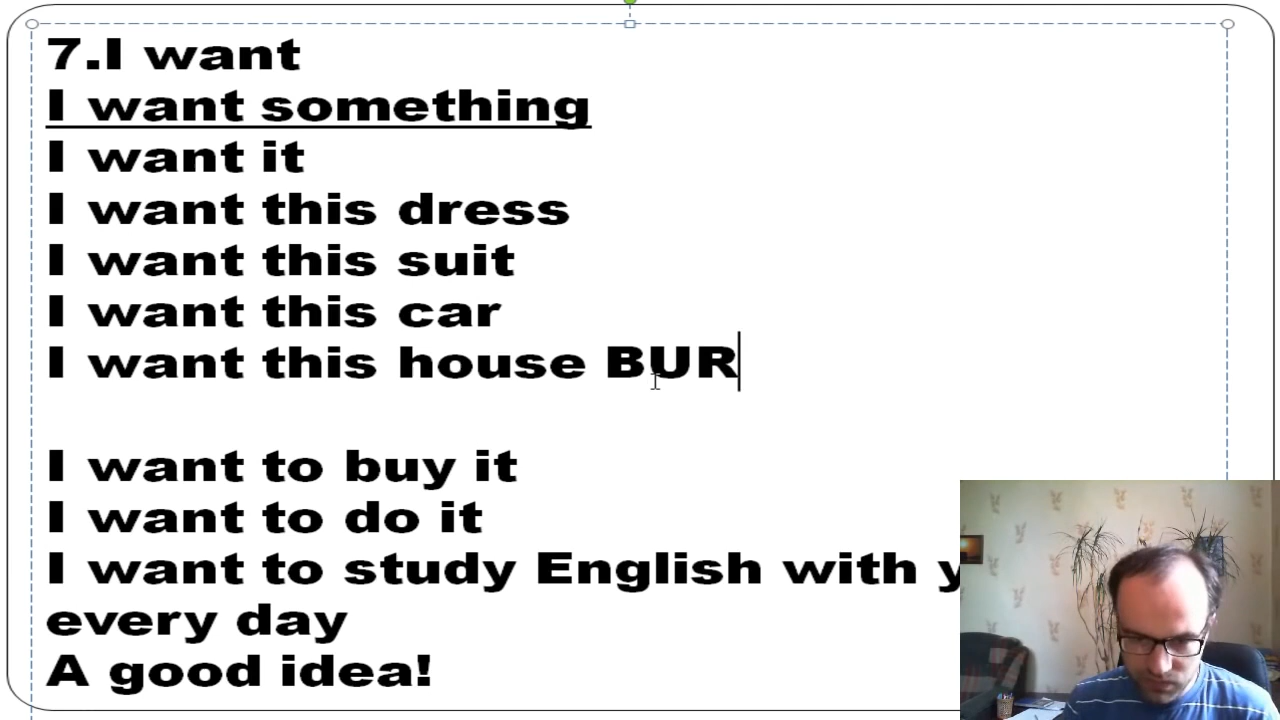 7.I want
I want something
I want it
I want this dress
I want this suit
I want this car
I want this house BUR
I want to buy it
I want to do it
I want to study English with
every day
A good idea!